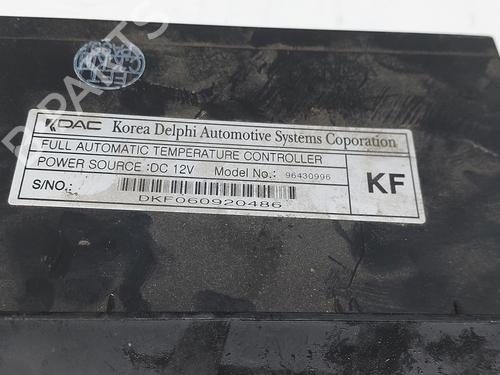 KDAC Korea Delphi Automotive Systems Coporation
FULL AUTOMATIC TEMPERATURE CONTROLLER
POWER SOURCE :DC 12V Model No.: 96430996
KF
S/NO.:
DKF060920486